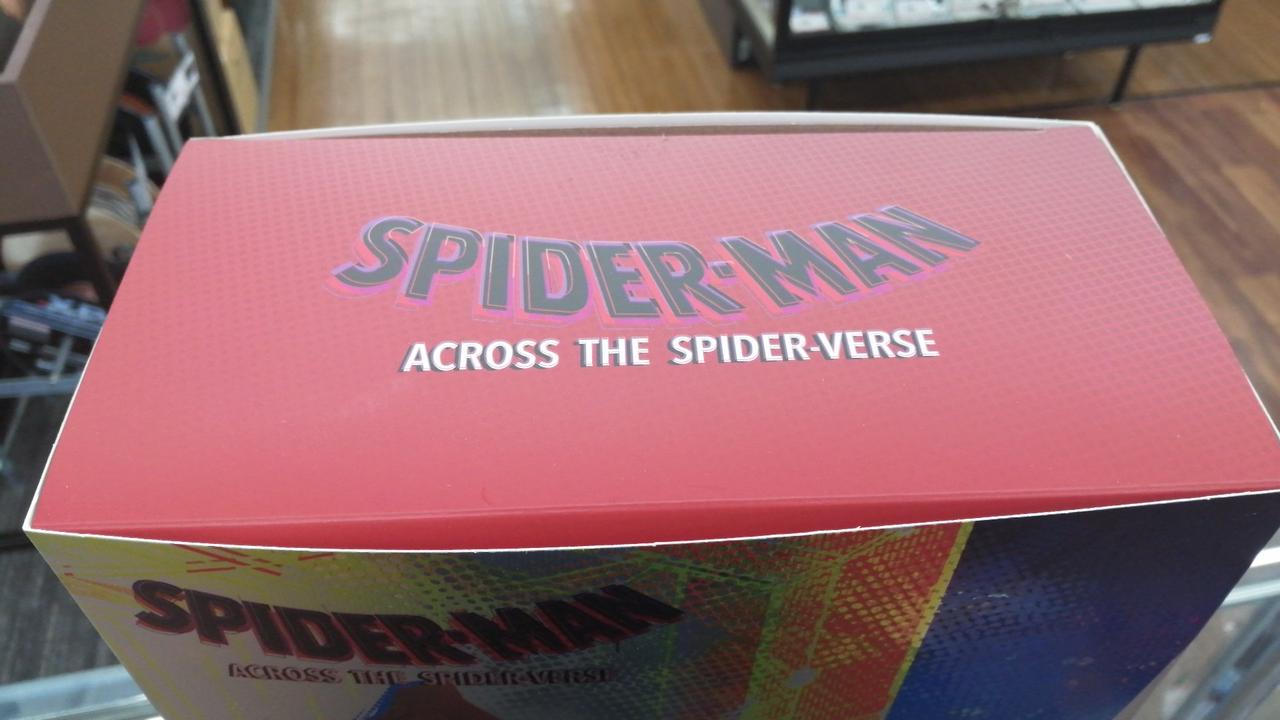 SPIDER-MAN
ACROSS THE SPIDER-VERSE
SPIDER-MAN
ACROSS THE SPIDER-VERSE